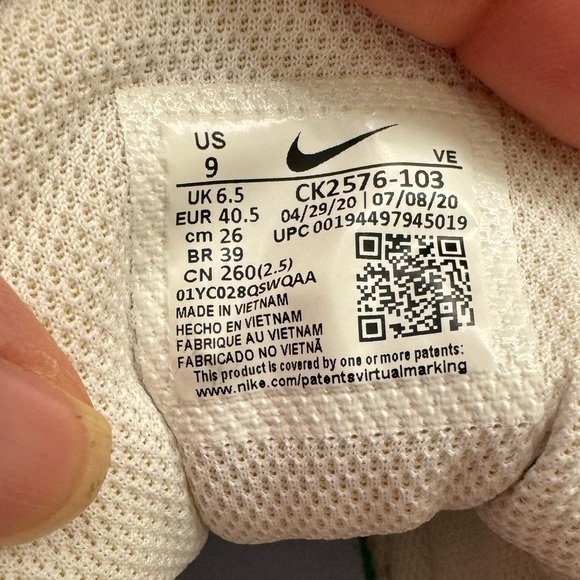 US
9
VE
UK 6.5
EUR 40.5
cm 26
BR 39
CN 260(2.5)
CK2576-103
04/29/20 | 07/08/20
UPC 00194497945019
01YC028QSWQAA
MADE IN VIETNAM
HECHO EN VIETNAM
FABRIQUE AU VIETNAM
FABRICADO NO VIETNÃ
This product is covered by one or more patents:
www.nike.com/patentsvirtualmarking